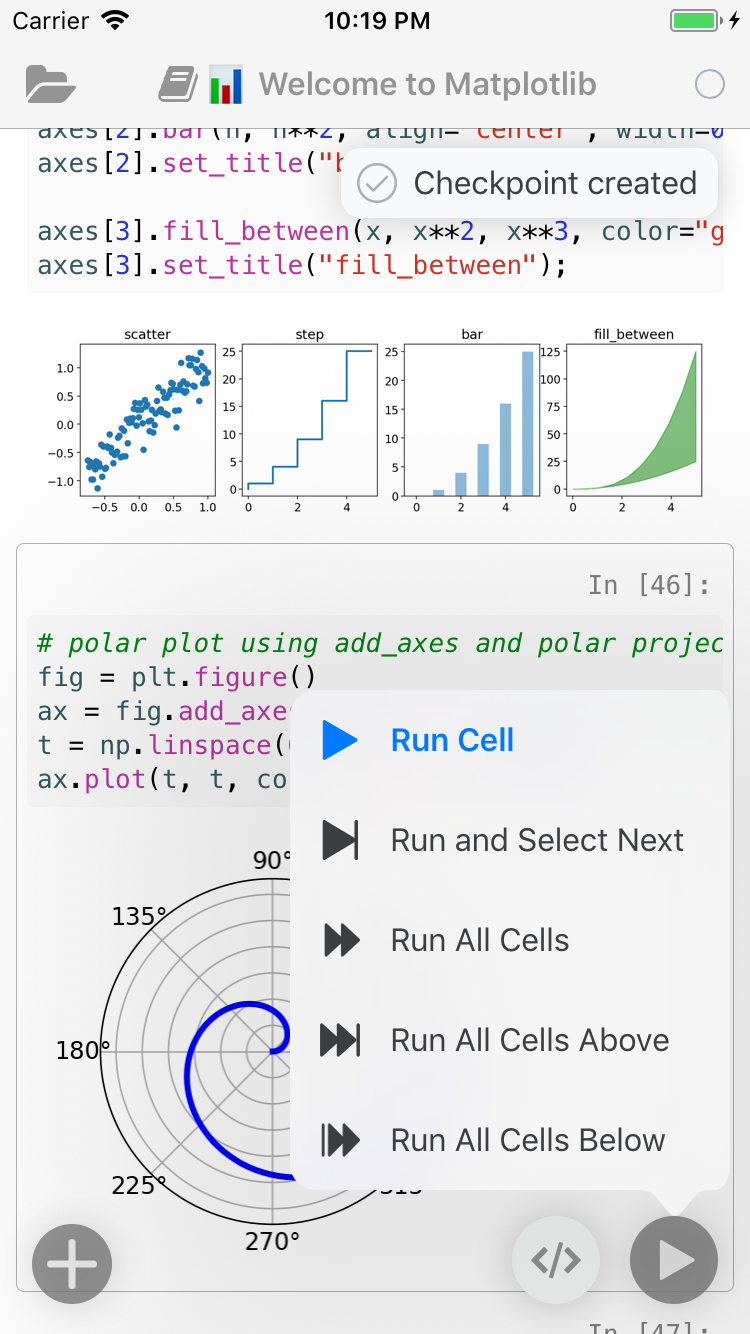 Carrier 10:19 PM
Welcome to Matplotlib
axes[2].bar(n, n**2, align="center", width=0
axes[2].set_title("b
Checkpoint created
axes[3].fill_between(x, x**2, x**3, color="g
axes[3].set_title("fill_between");
scatter step bar fill_between
1.0
0.5
0.0
−0.5
−1.0
−0.5 0.0 0.5 1.0
25
20
15
10
5
0
0 2 4
25
20
15
10
5
0
0 2 4
125
100
75
50
25
0
0 2 4
In [46]:
# polar plot using add_axes and polar projec
fig = plt.figure()
ax = fig.add_axe
t = np.linspace(
ax.plot(t, t, co
Run Cell
Run and Select Next
Run All Cells
Run All Cells Above
Run All Cells Below
90°
135°
180°
225°
270°
315°
</> 
In [47]: